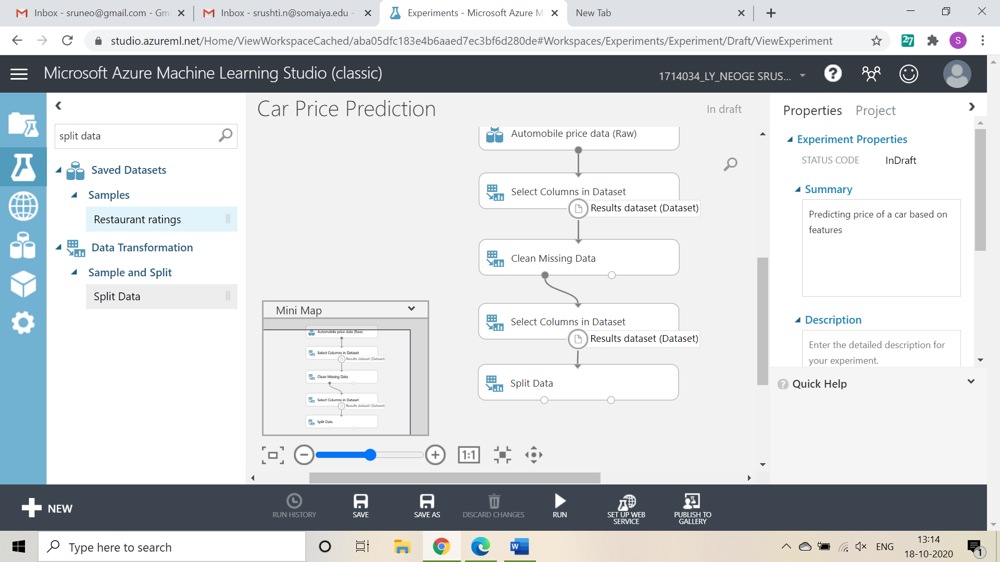 Inbox - sruneo@gmail.com - Gm
Inbox - srushti.n@somaiya.edu -
Experiments - Microsoft Azure M
New Tab
studio.azureml.net/Home/ViewWorkspaceCached/aba05dfc183e4b6aaed7ec3bf6d280de#Workspaces/Experiments/Experiment/Draft/ViewExperiment
27
S
Microsoft Azure Machine Learning Studio (classic)
1714034_LY_NEOGE SRUS...
split data
Saved Datasets
Samples
Restaurant ratings
Data Transformation
Sample and Split
Split Data
Car Price Prediction
In draft
Automobile price data (Raw)
Select Columns in Dataset
Results dataset (Dataset)
Clean Missing Data
Select Columns in Dataset
Results dataset (Dataset)
Split Data
Mini Map
Automobile price data (Raw)
Select Columns in Dataset
Results dataset (Dataset)
Clean Missing Data
Select Columns in Dataset
Results dataset (Dataset)
Split Data
1:1
Properties
Project
Experiment Properties
STATUS CODE
InDraft
Summary
Predicting price of a car based on
features
Description
Enter the detailed description for
your experiment.
Quick Help
NEW
RUN HISTORY
SAVE
SAVE AS
DISCARD CHANGES
RUN
SET UP WEB
SERVICE
PUBLISH TO
GALLERY
Type here to search
W
ENG
13:14
18-10-2020
1